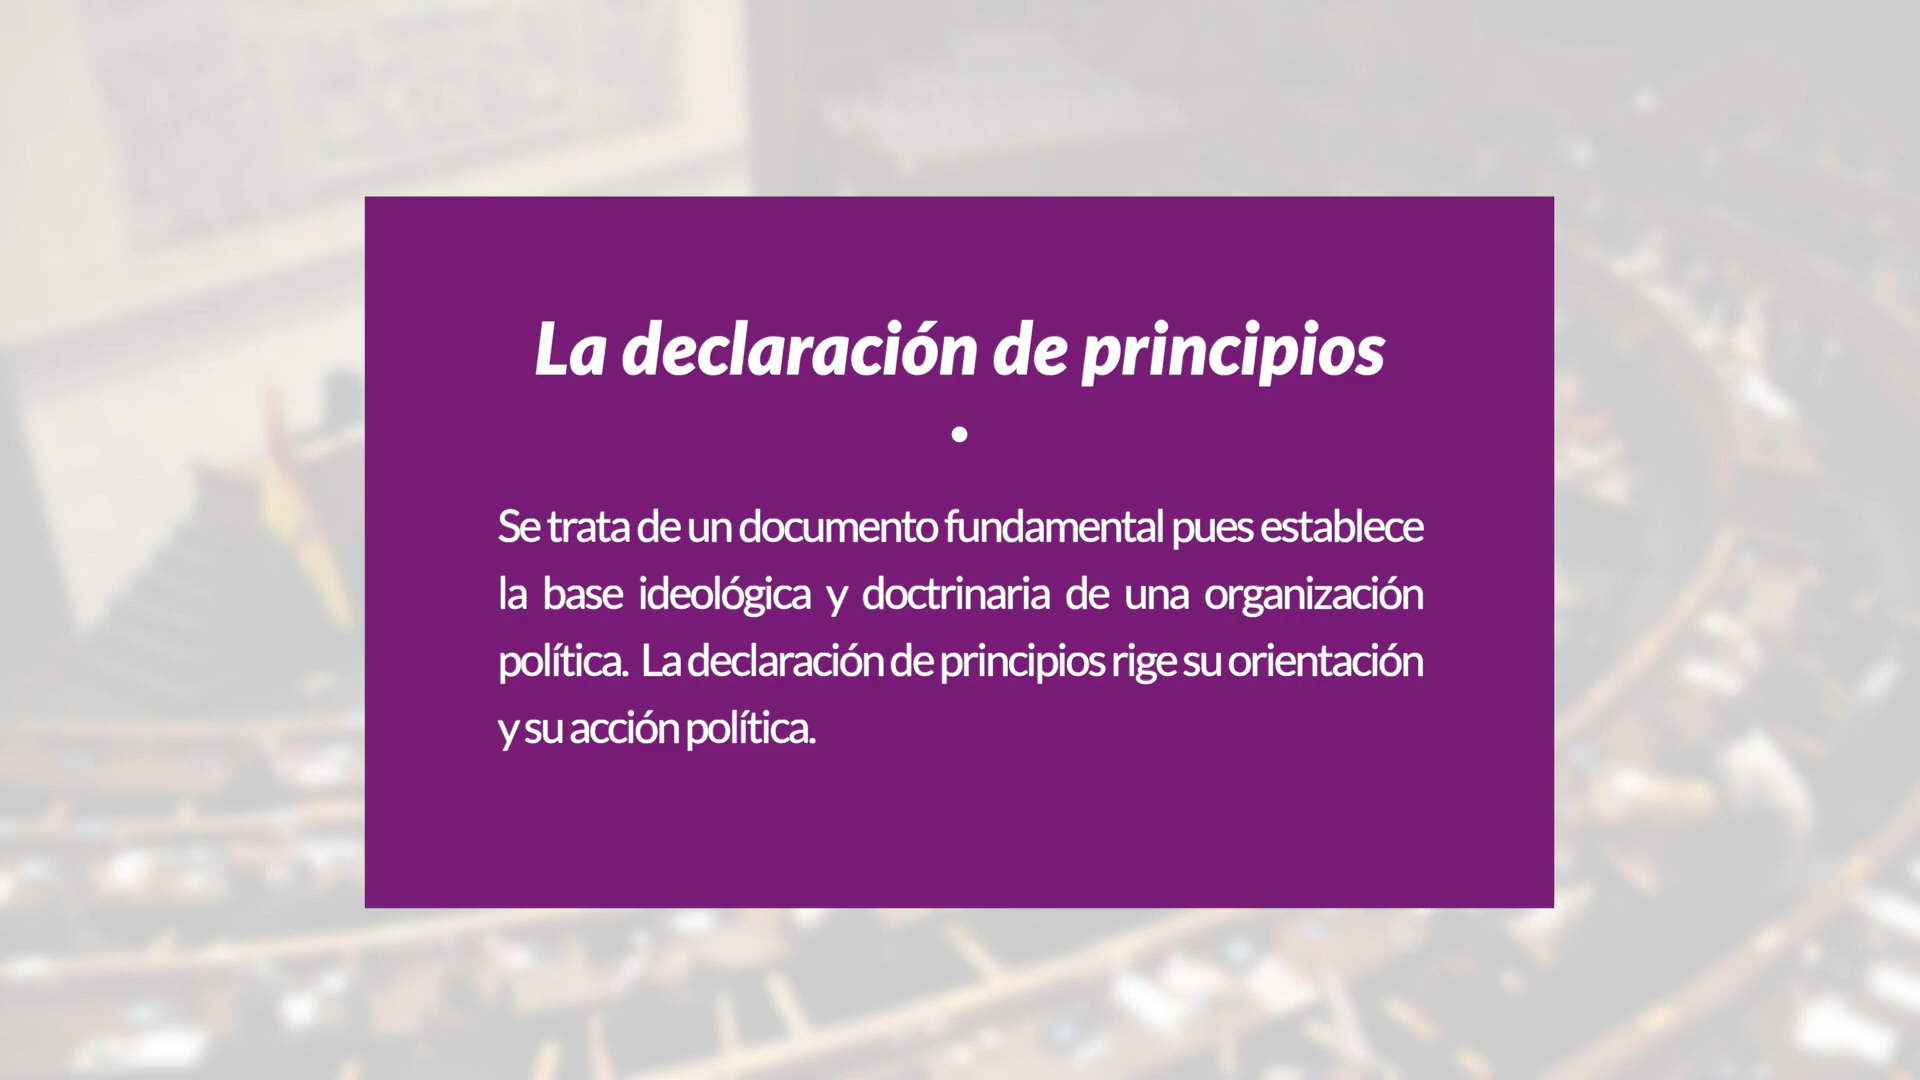 La declaración de principios
Se trata de un documento fundamental pues establece
la base ideológica y doctrinaria de una organización
política. La declaración de principios rige su orientación
y su acción política.